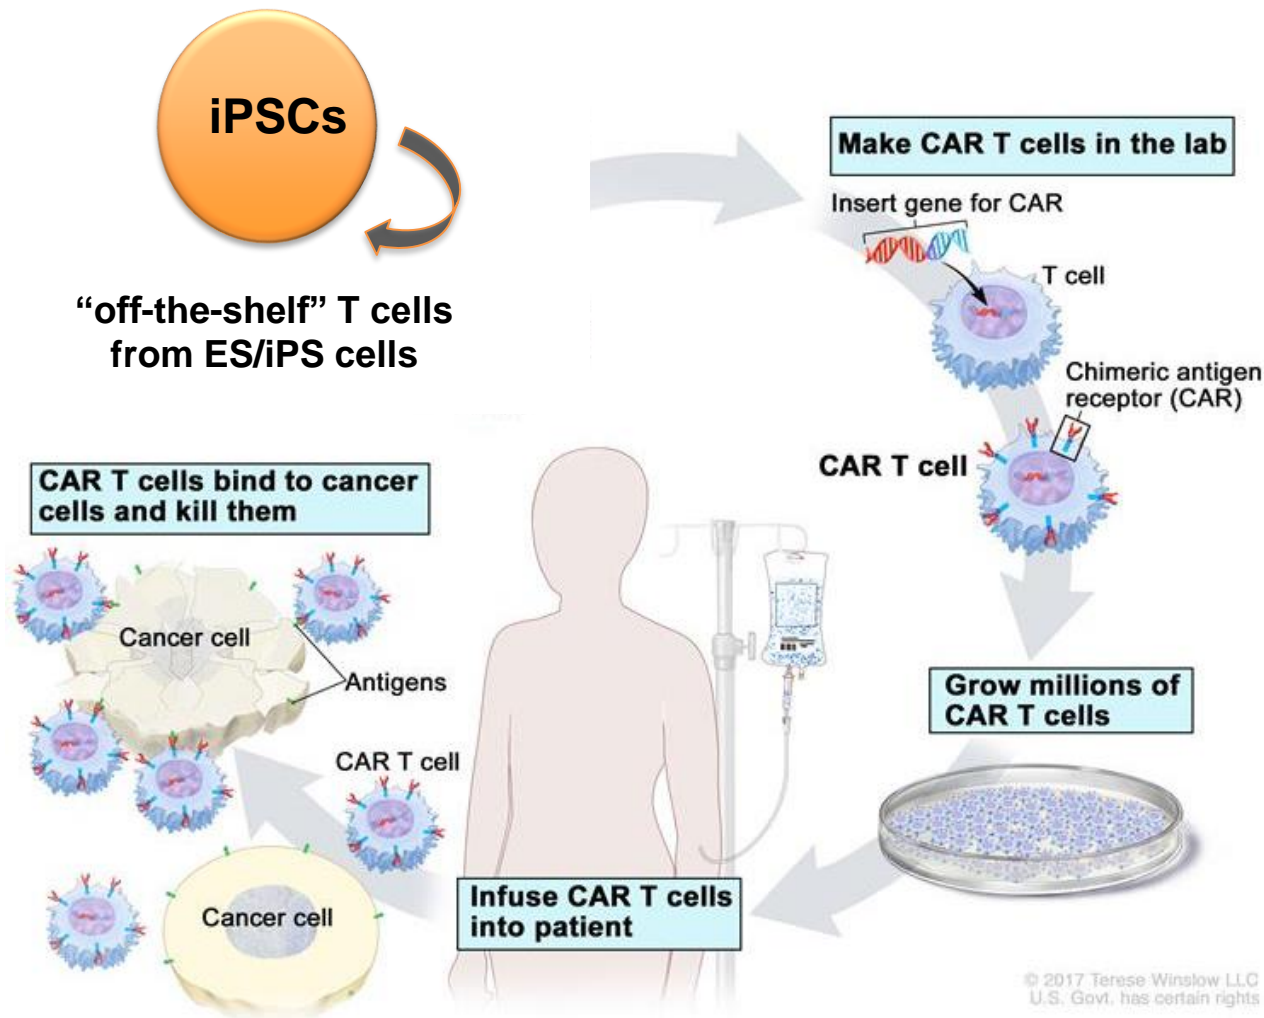 iPSCs
“off-the-shelf” T cells
from ES/iPS cells
Make CAR T cells in the lab
Insert gene for CAR
T cell
Chimeric antigen
receptor (CAR)
CAR T cell
Grow millions of
CAR T cells
Infuse CAR T cells
into patient
CAR T cells bind to cancer
cells and kill them
Cancer cell
Antigens
CAR T cell
Cancer cell
© 2017 Terese Winslow LLC
U.S. Govt. has certain rights